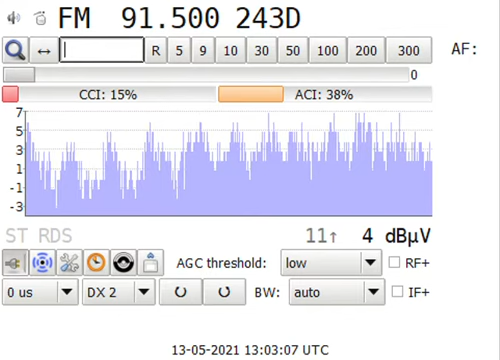 FM 91.500 243D
R 5 9 10 30 50 100 200 300 AF:
0
CCI: 15% ACI: 38%
7
5
3
1
-1
-3
ST RDS 11↑ 4 dBµV
AGC threshold: low RF+
0 us DX 2 BW: auto IF+
13-05-2021 13:03:07 UTC